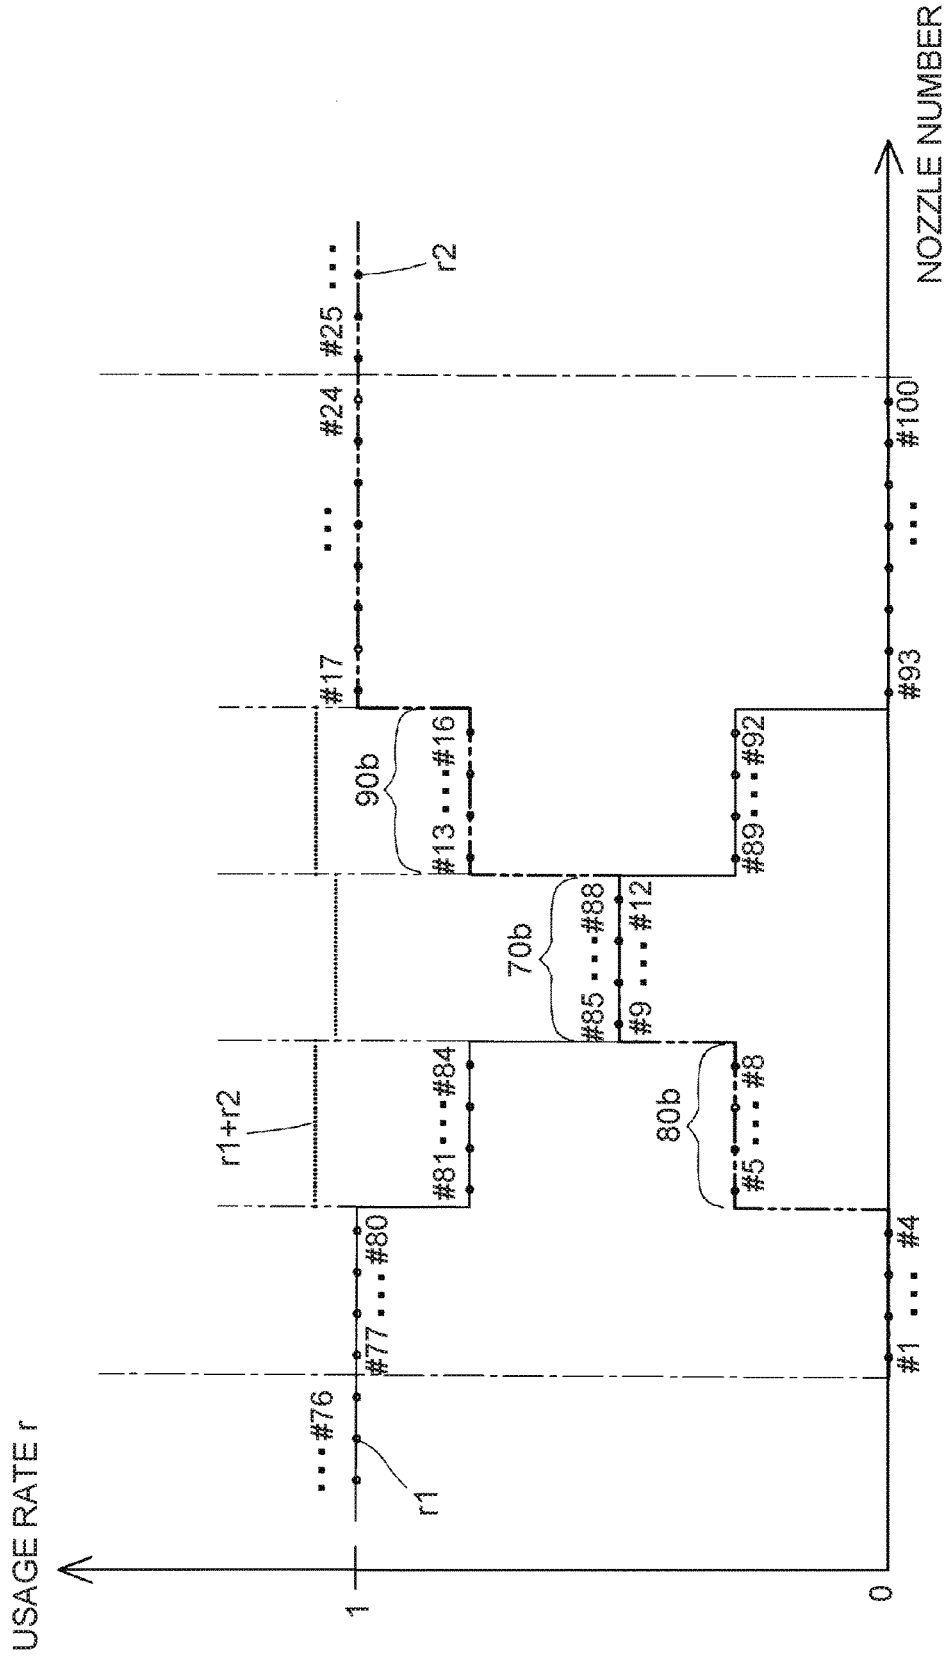 USAGE RATE r
1
0
NOZZLE NUMBER
r1
r2
r1+r2
...#76
#77...#80
#81...#84
#85...#88
#89...#92
#93
...
#100
#1
...
#4
#5...#8
#9...#12
#13...#16
#17
...
#24
#25...
80b
70b
90b